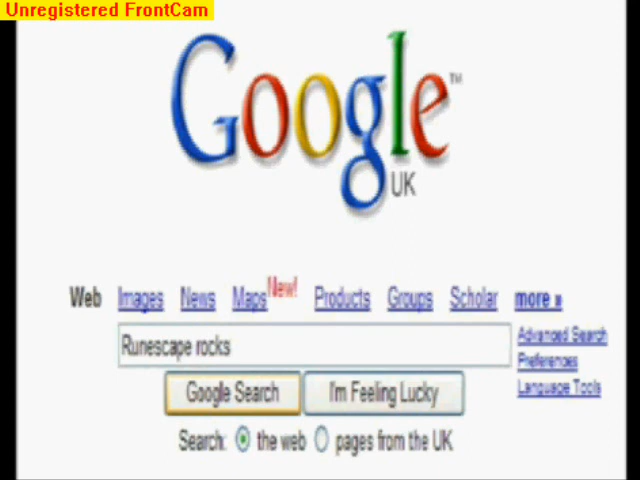 Unregistered FrontCam
Google™
UK
Web Images News Maps New! Products Groups Scholar more »
Runescape rocks
Advanced Search
Preferences
Language Tools
Google Search I'm Feeling Lucky
Search: the web pages from the UK